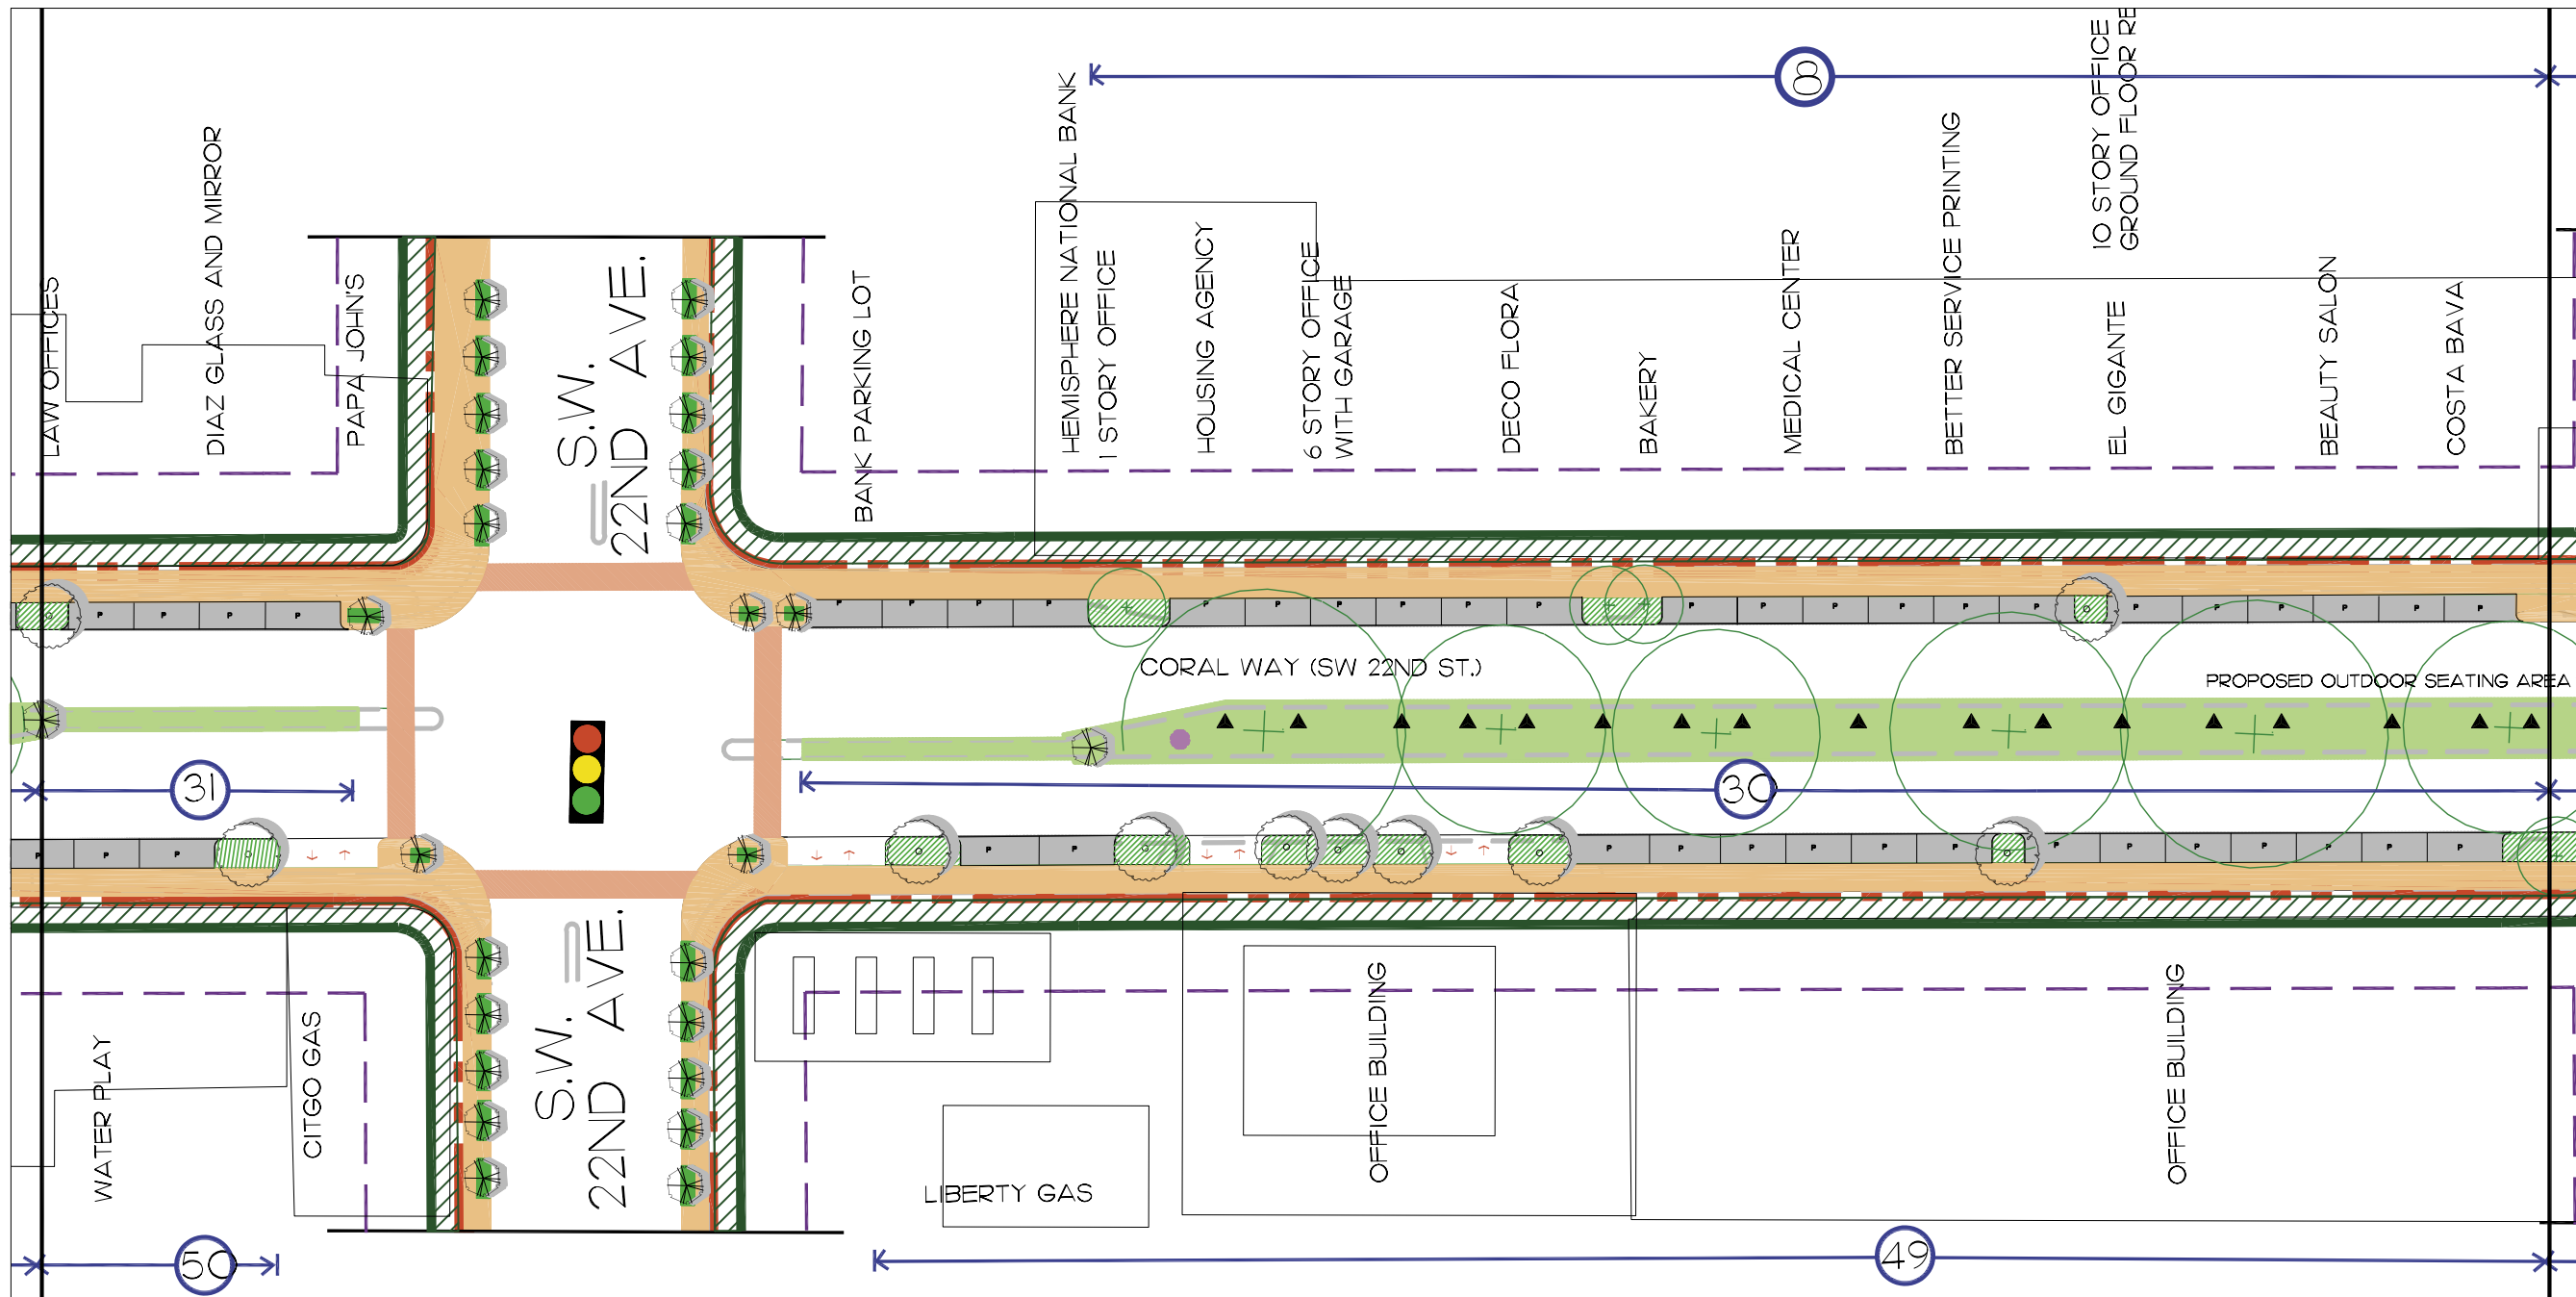 8
LAW OFFICES
DIAZ GLASS AND MIRROR
PAPA JOHN'S
S.W.
22ND AVE.
BANK PARKING LOT
HEMISPHERE NATIONAL BANK
1 STORY OFFICE
HOUSING AGENCY
6 STORY OFFICE
WITH GARAGE
DECO FLORA
BAKERY
MEDICAL CENTER
BETTER SERVICE PRINTING
10 STORY OFFICE
GROUND FLOOR RE
EL GIGANTE
BEAUTY SALON
COSTA BAVA
P P P P P P P P P P P P P P P P P P P P P P P P P P
CORAL WAY (SW 22ND ST.)
PROPOSED OUTDOOR SEATING AREA
31
30
P P P P P P P P P P P P P P P P P P
WATER PLAY
CITGO GAS
S.W.
22ND AVE.
LIBERTY GAS
OFFICE BUILDING
OFFICE BUILDING
50
49